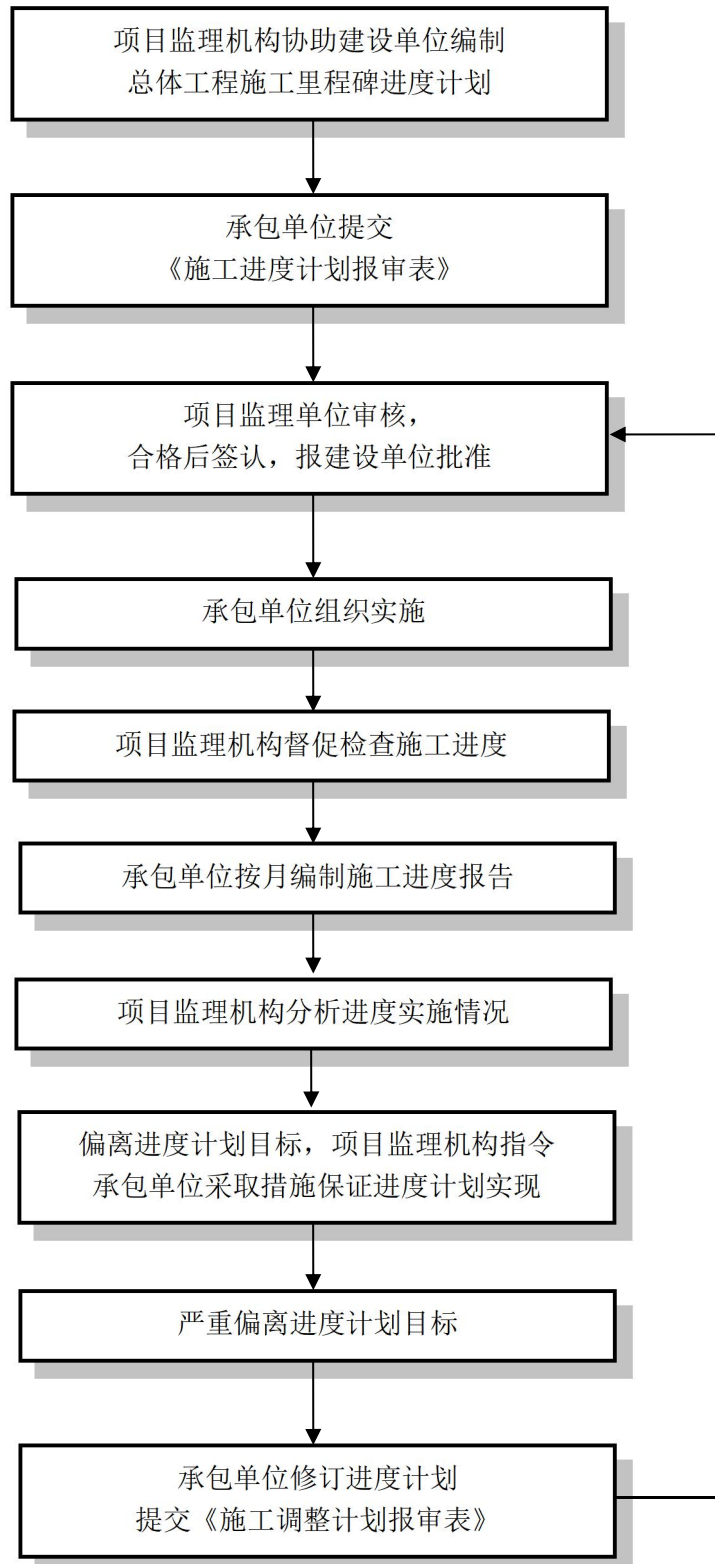 项目监理机构协助建设单位编制
总体工程施工里程碑进度计划
承包单位提交
《施工进度计划报审表》
项目监理单位审核，
合格后签认，报建设单位批准
承包单位组织实施
项目监理机构督促检查施工进度
承包单位按月编制施工进度报告
项目监理机构分析进度实施情况
偏离进度计划目标，项目监理机构指令
承包单位采取措施保证进度计划实现
严重偏离进度计划目标
承包单位修订进度计划
提交《施工调整计划报审表》